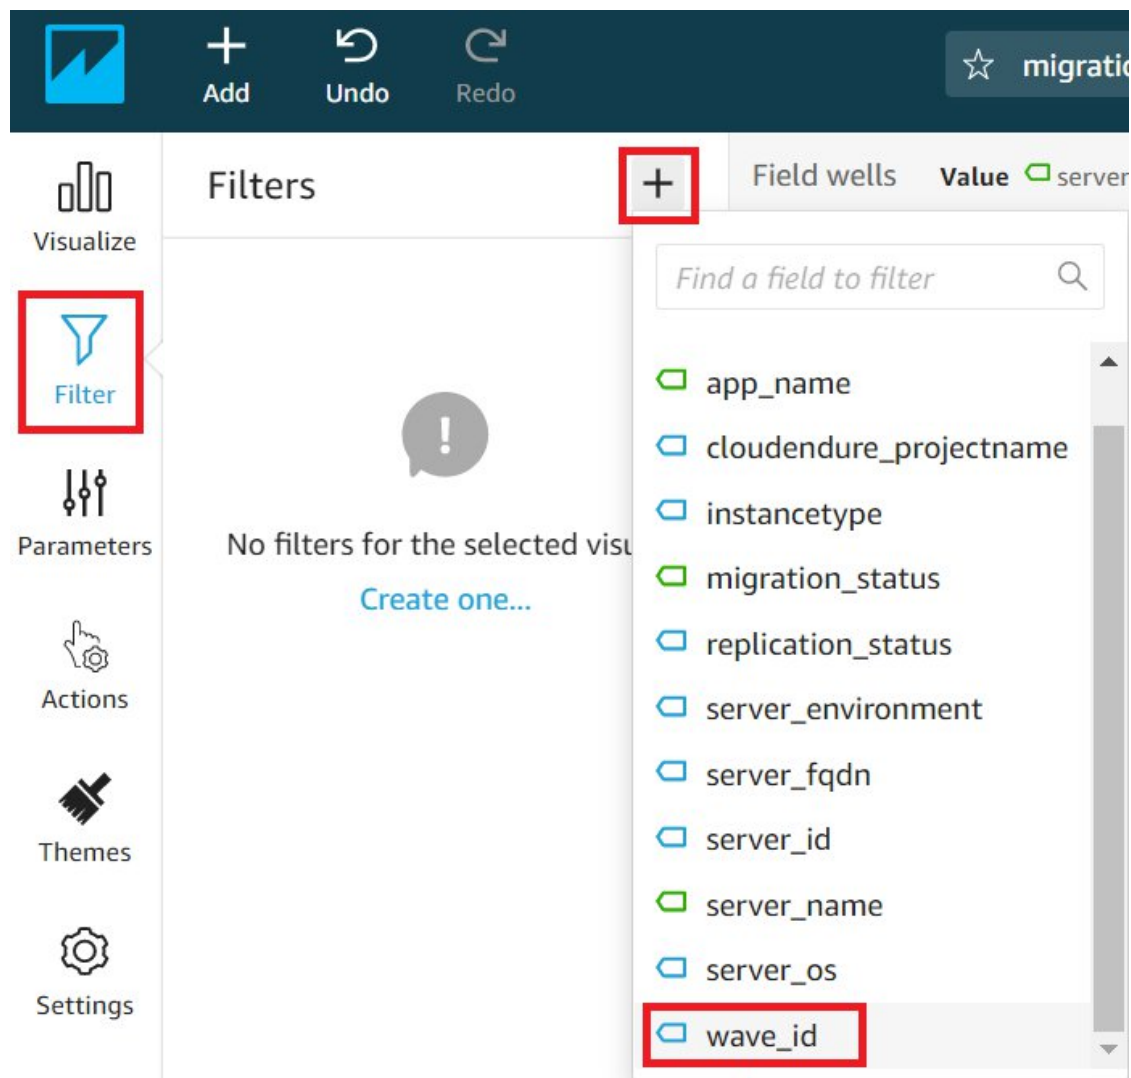 Add
Undo
Redo
migratio
Visualize
Filter
Parameters
Actions
Themes
Settings
Filters
+
No filters for the selected visu
Create one...
Field wells Value server
Find a field to filter
app_name
cloudendure_projectname
instancetype
migration_status
replication_status
server_environment
server_fqdn
server_id
server_name
server_os
wave_id